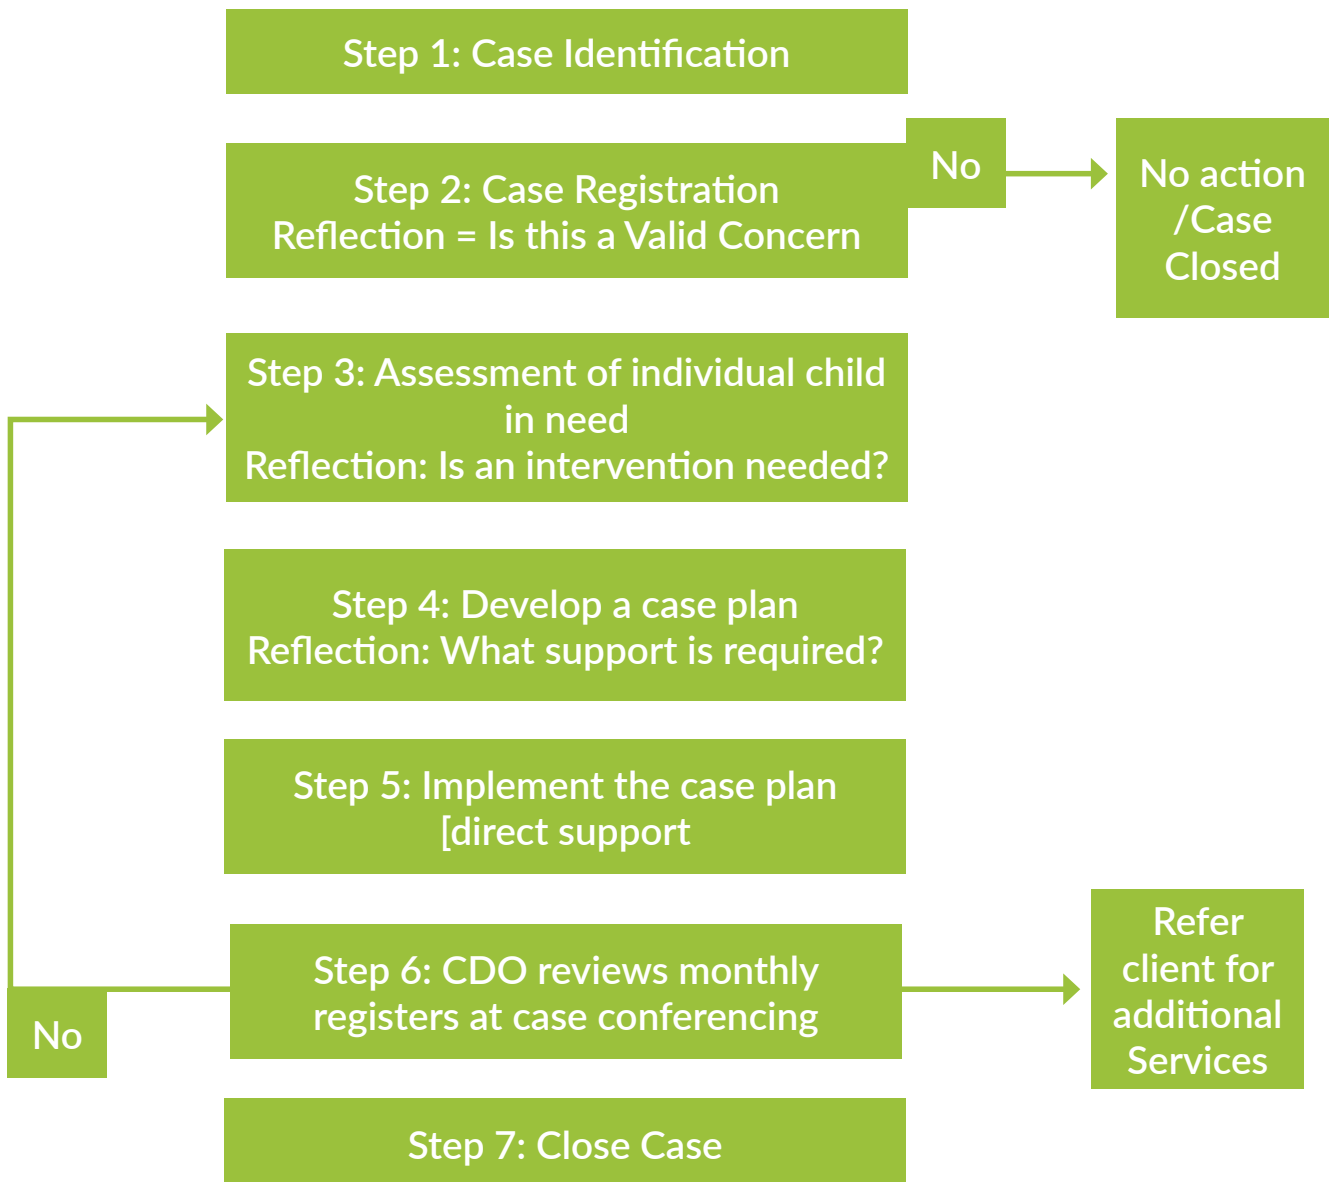 Step 1: Case Identification
No
No action
/Case
Closed
Step 2: Case Registration
Reflection = Is this a Valid Concern
Step 3: Assessment of individual child
in need
Reflection: Is an intervention needed?
Step 4: Develop a case plan
Reflection: What support is required?
Step 5: Implement the case plan
[direct support
Step 6: CDO reviews monthly
registers at case conferencing
Refer
client for
additional
Services
No
Step 7: Close Case